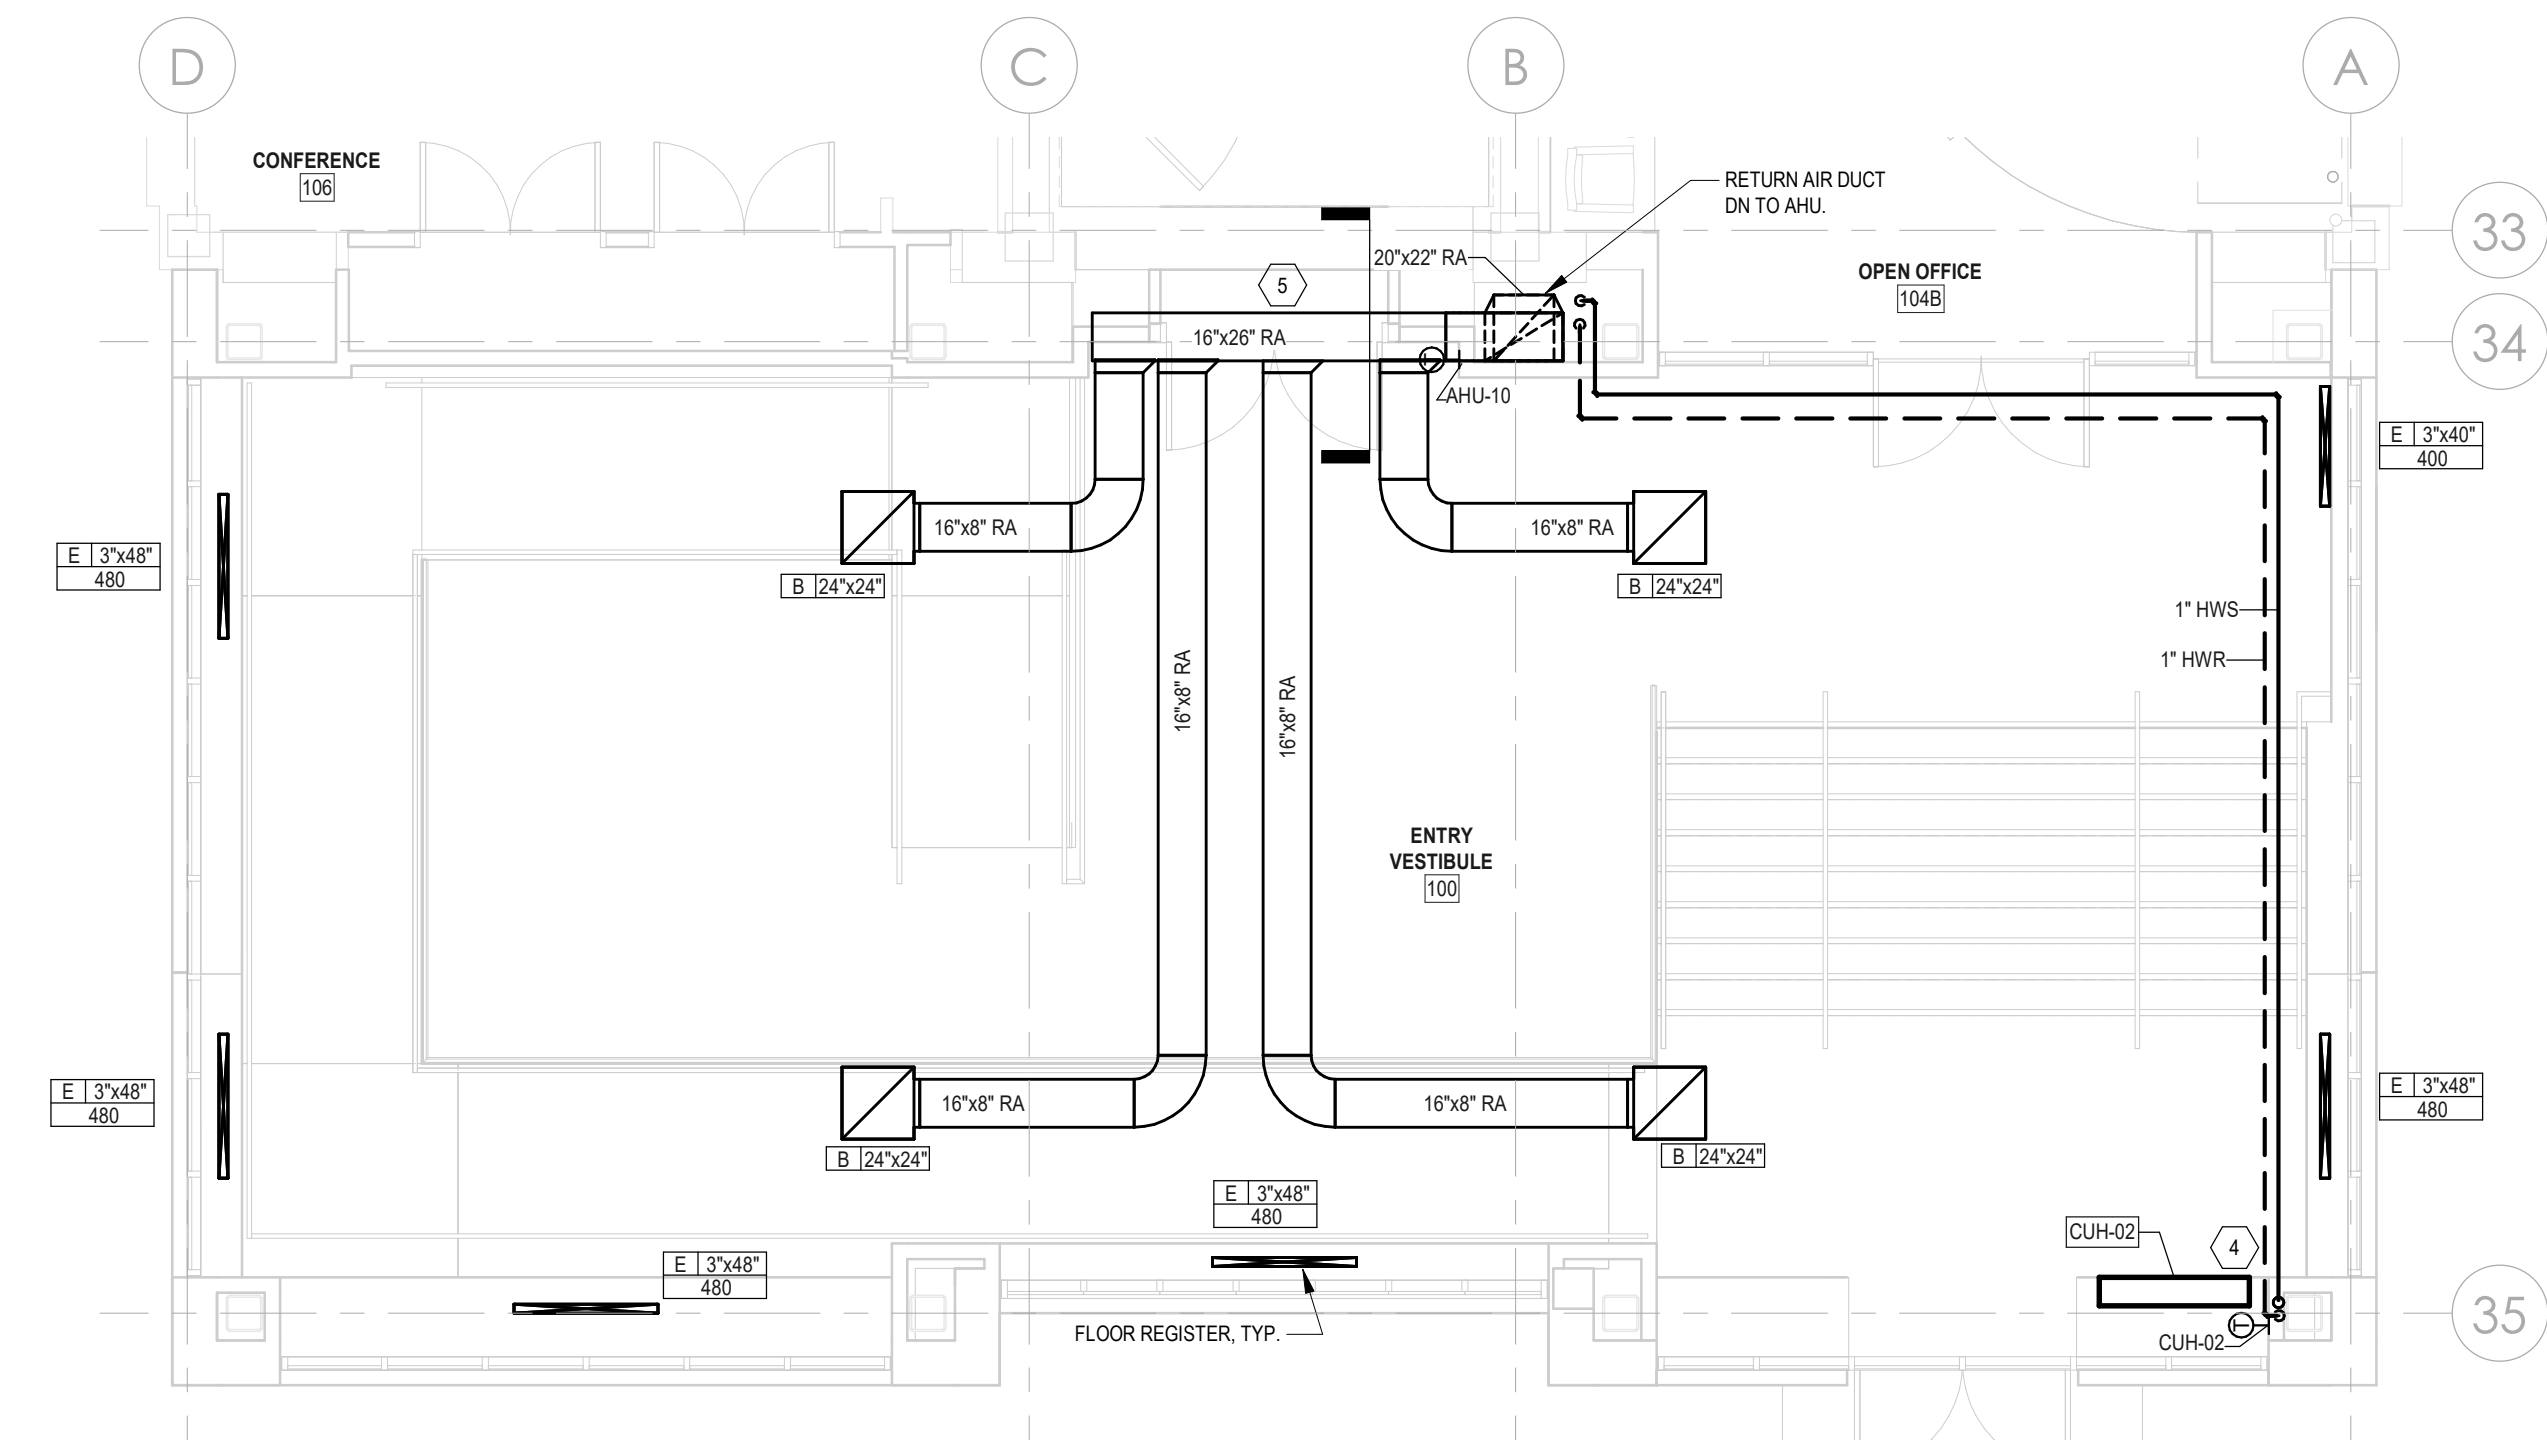 D
C
B
A
CONFERENCE
106
RETURN AIR DUCT
DN TO AHU.
33
20"x22" RA
OPEN OFFICE
104B
5
16"x26" RA
34
AHU-10
E 3"x40"
400
16"x8" RA
16"x8" RA
E 3"x48"
480
B 24"x24"
B 24"x24"
1" HWS
1" HWR
16"x8" RA
16"x8" RA
ENTRY
VESTIBULE
100
E 3"x48"
480
16"x8" RA
16"x8" RA
E 3"x48"
480
B 24"x24"
B 24"x24"
E 3"x48"
480
CUH-02
4
E 3"x48"
480
FLOOR REGISTER, TYP.
T
CUH-02
35